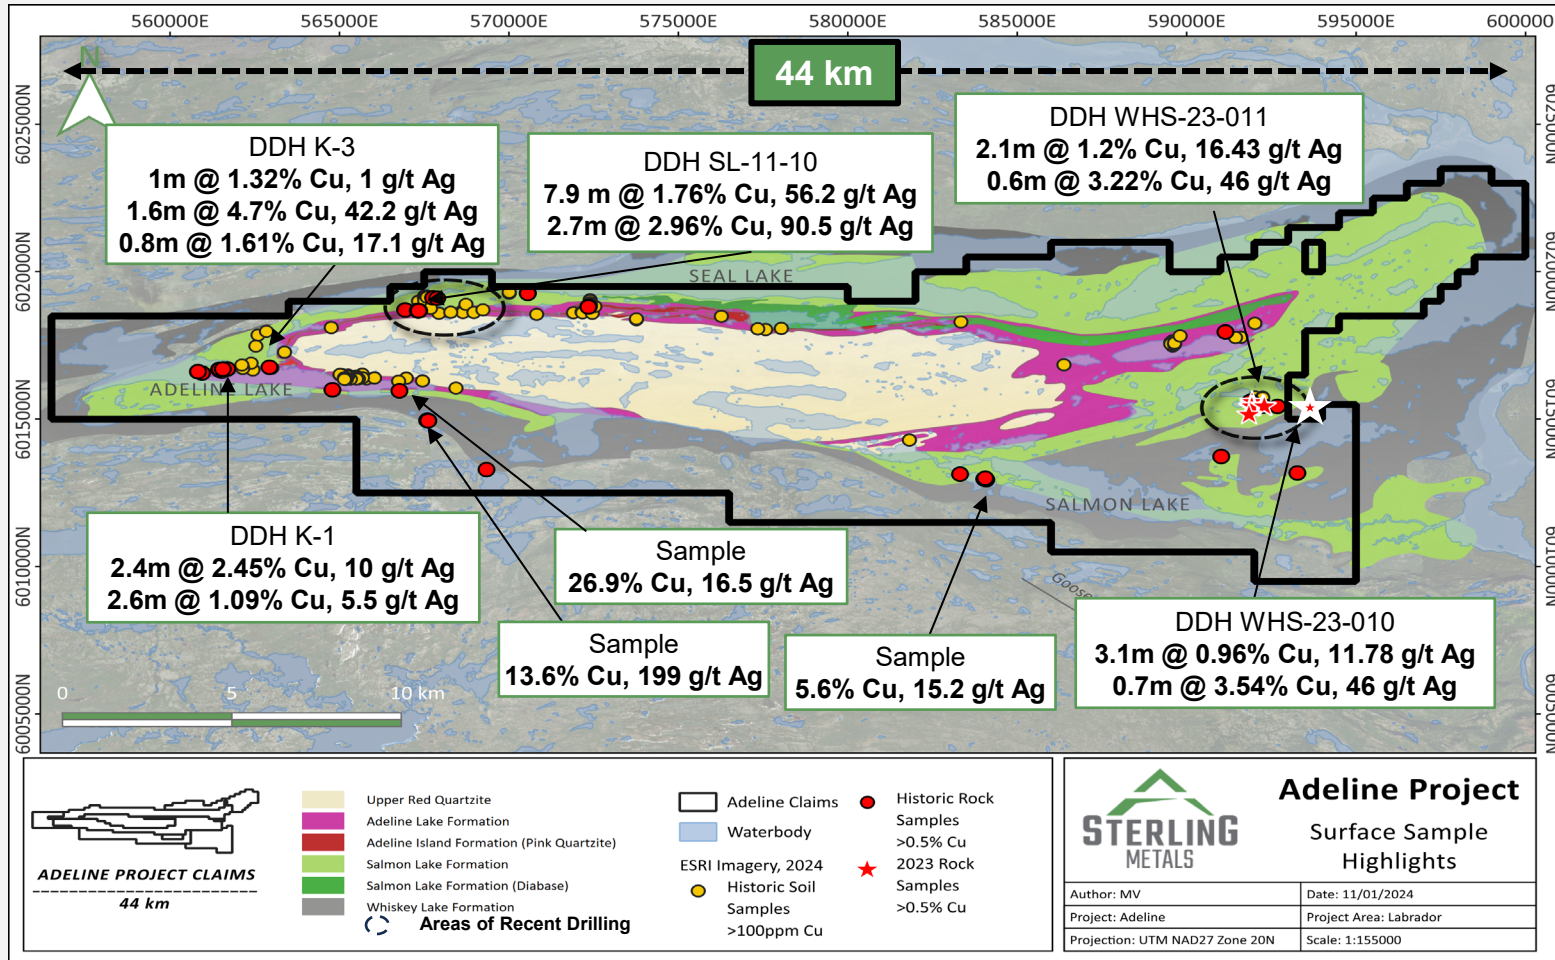 560000E 565000E 570000E 575000E 580000E 585000E 590000E 595000E 600000
N
44 km
6025000N
6020000N
6015000N
6010000N
6005000N
6025000N
6020000N
6015000N
6010000N
6005000N
DDH K-3
1m @ 1.32% Cu, 1 g/t Ag
1.6m @ 4.7% Cu, 42.2 g/t Ag
0.8m @ 1.61% Cu, 17.1 g/t Ag
DDH SL-11-10
7.9 m @ 1.76% Cu, 56.2 g/t Ag
2.7m @ 2.96% Cu, 90.5 g/t Ag
DDH WHS-23-011
2.1m @ 1.2% Cu, 16.43 g/t Ag
0.6m @ 3.22% Cu, 46 g/t Ag
SEAL LAKE
ADELINE LAKE
SALMON LAKE
Goose
DDH K-1
2.4m @ 2.45% Cu, 10 g/t Ag
2.6m @ 1.09% Cu, 5.5 g/t Ag
Sample
26.9% Cu, 16.5 g/t Ag
Sample
13.6% Cu, 199 g/t Ag
Sample
5.6% Cu, 15.2 g/t Ag
DDH WHS-23-010
3.1m @ 0.96% Cu, 11.78 g/t Ag
0.7m @ 3.54% Cu, 46 g/t Ag
0 5 10 km
ADELINE PROJECT CLAIMS
44 km
Upper Red Quartzite
Adeline Lake Formation
Adeline Island Formation (Pink Quartzite)
Salmon Lake Formation
Salmon Lake Formation (Diabase)
Whiskey Lake Formation
Areas of Recent Drilling
Adeline Claims
Waterbody
ESRI Imagery, 2024
Historic Soil
Samples
>100ppm Cu
Historic Rock
Samples
>0.5% Cu
2023 Rock
Samples
>0.5% Cu
STERLING
METALS
Adeline Project
Surface Sample
Highlights
Author: MV
Date: 11/01/2024
Project: Adeline
Project Area: Labrador
Projection: UTM NAD27 Zone 20N
Scale: 1:155000